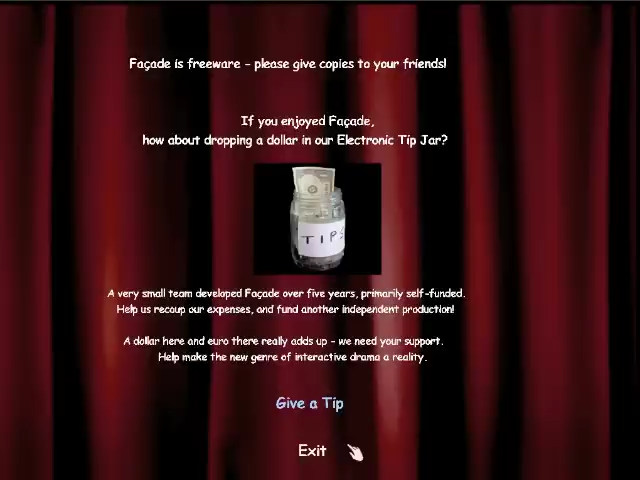 Façade is freeware - please give copies to your friends!
If you enjoyed Façade,
how about dropping a dollar in our Electronic Tip Jar?
TIPS
A very small team developed Façade over five years, primarily self-funded.
Help us recoup our expenses, and fund another independent production!
A dollar here and euro there really adds up - we need your support.
Help make the new genre of interactive drama a reality.
Give a Tip
Exit